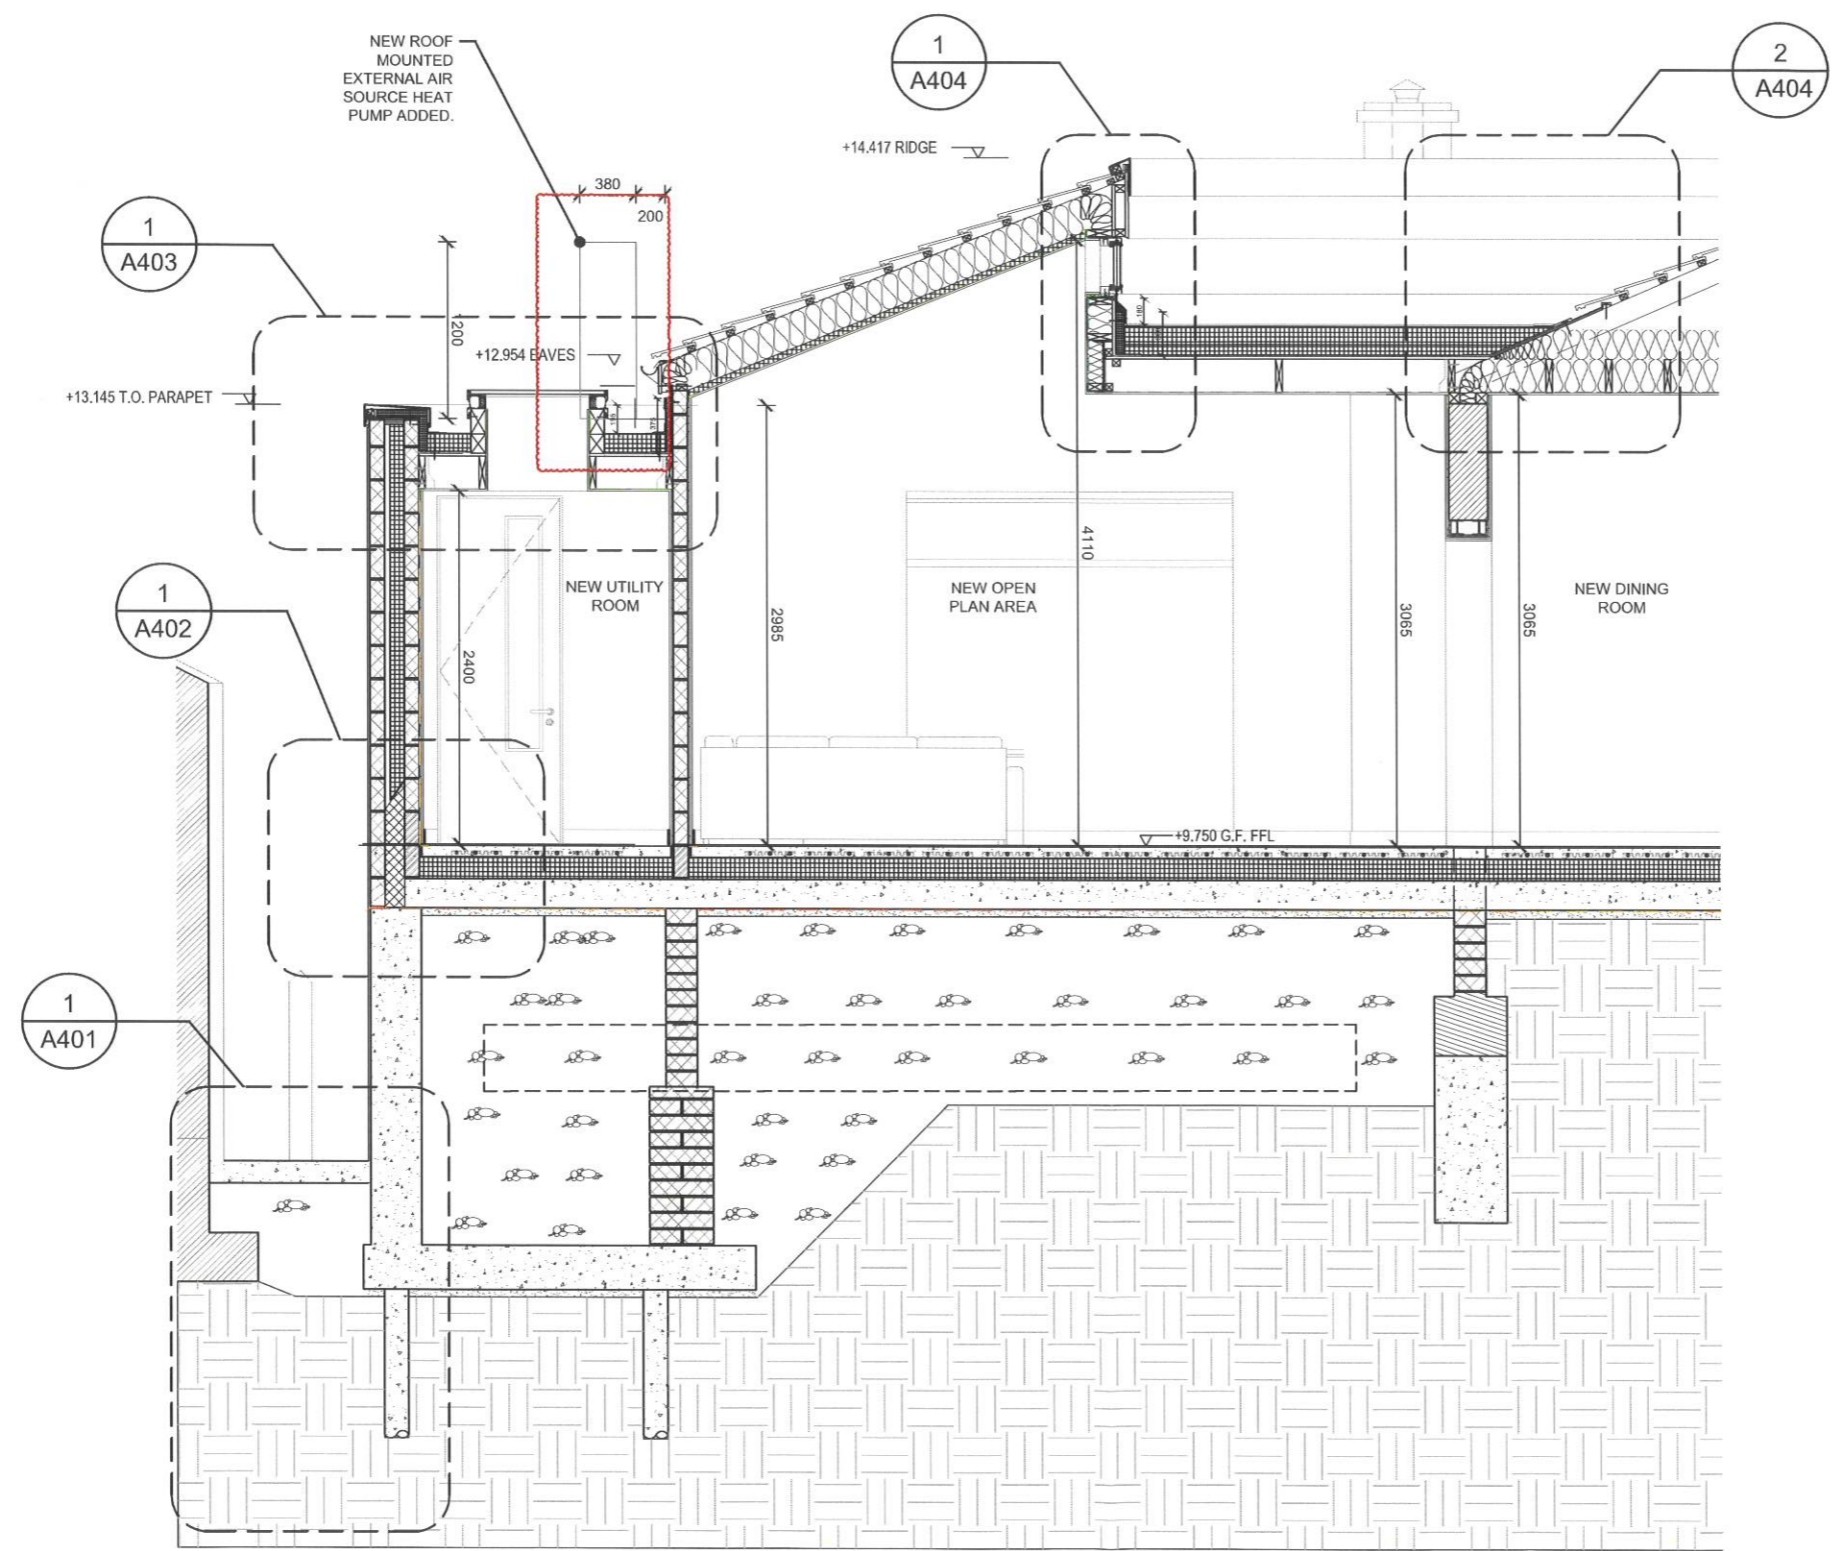 NEW ROOF
MOUNTED
EXTERNAL AIR
SOURCE HEAT
PUMP ADDED.
1
A404
2
A404
+14.417 RIDGE
380
200
1
A403
+12.954 EAVES
+13.145 T.O. PARAPET
180
1
A402
NEW UTILITY
ROOM
NEW OPEN
PLAN AREA
NEW DINING
ROOM
2400
2985
4110
3065
3065
+9.750 G.F. FFL
1
A401